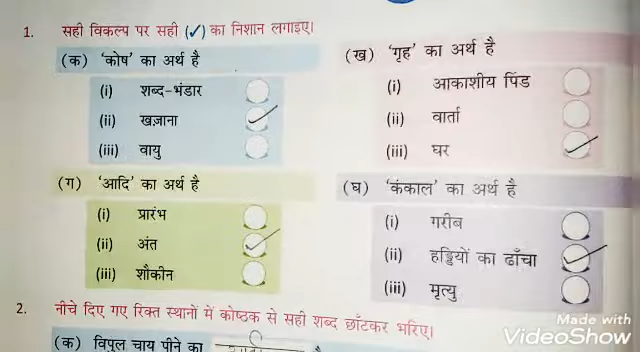 1. सही विकल्प पर सही (✓) का निशान लगाइए।
(क) ‘कोष’ का अर्थ है
(i) शब्द-भंडार
(ii) खज़ाना
(iii) वायु
(ख) ‘गृह’ का अर्थ है
(i) आकाशीय पिंड
(ii) वार्ता
(iii) घर
(ग) ‘आदि’ का अर्थ है
(i) प्रारंभ
(ii) अंत
(iii) शौकीन
(घ) ‘कंकाल’ का अर्थ है
(i) गरीब
(ii) हड्डियों का ढाँचा
(iii) मृत्यु
2. नीचे दिए गए रिक्त स्थानों में कोष्ठक से सही शब्द छाँटकर भरिए।
(क) विपुल चाय पीने का
Made with
VideoShow